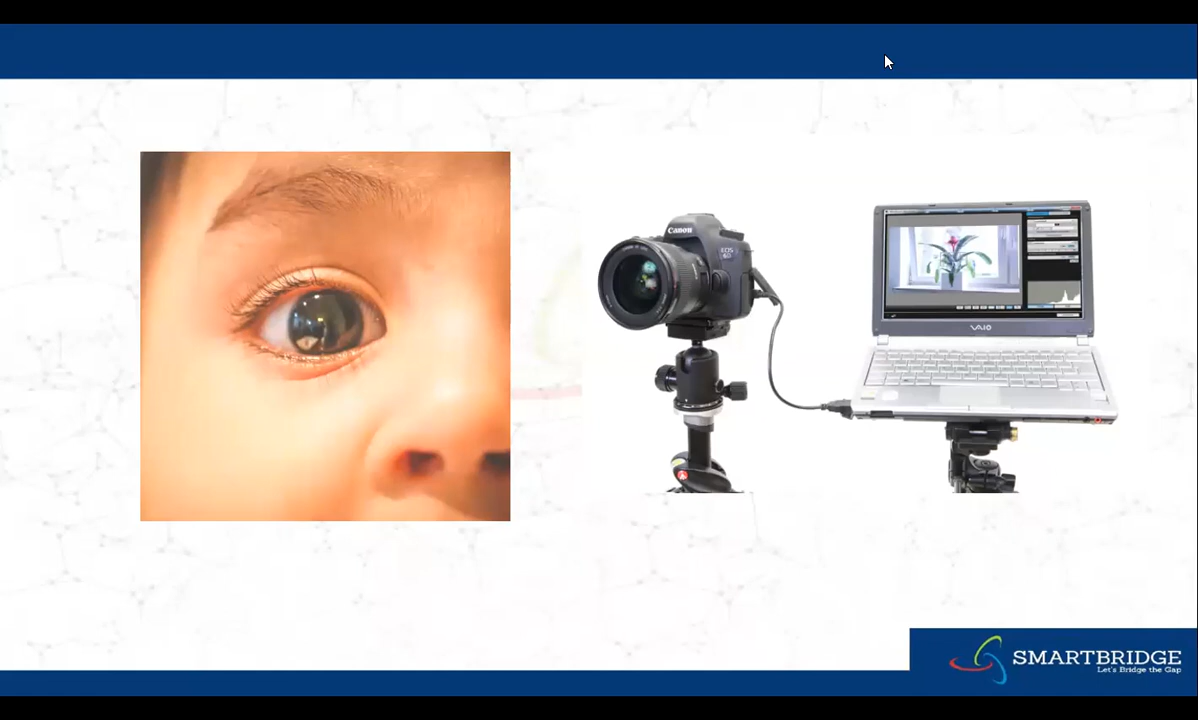 Canon
EOS
6D
VAIO
SMARTBRIDGE
Let's Bridge the Gap